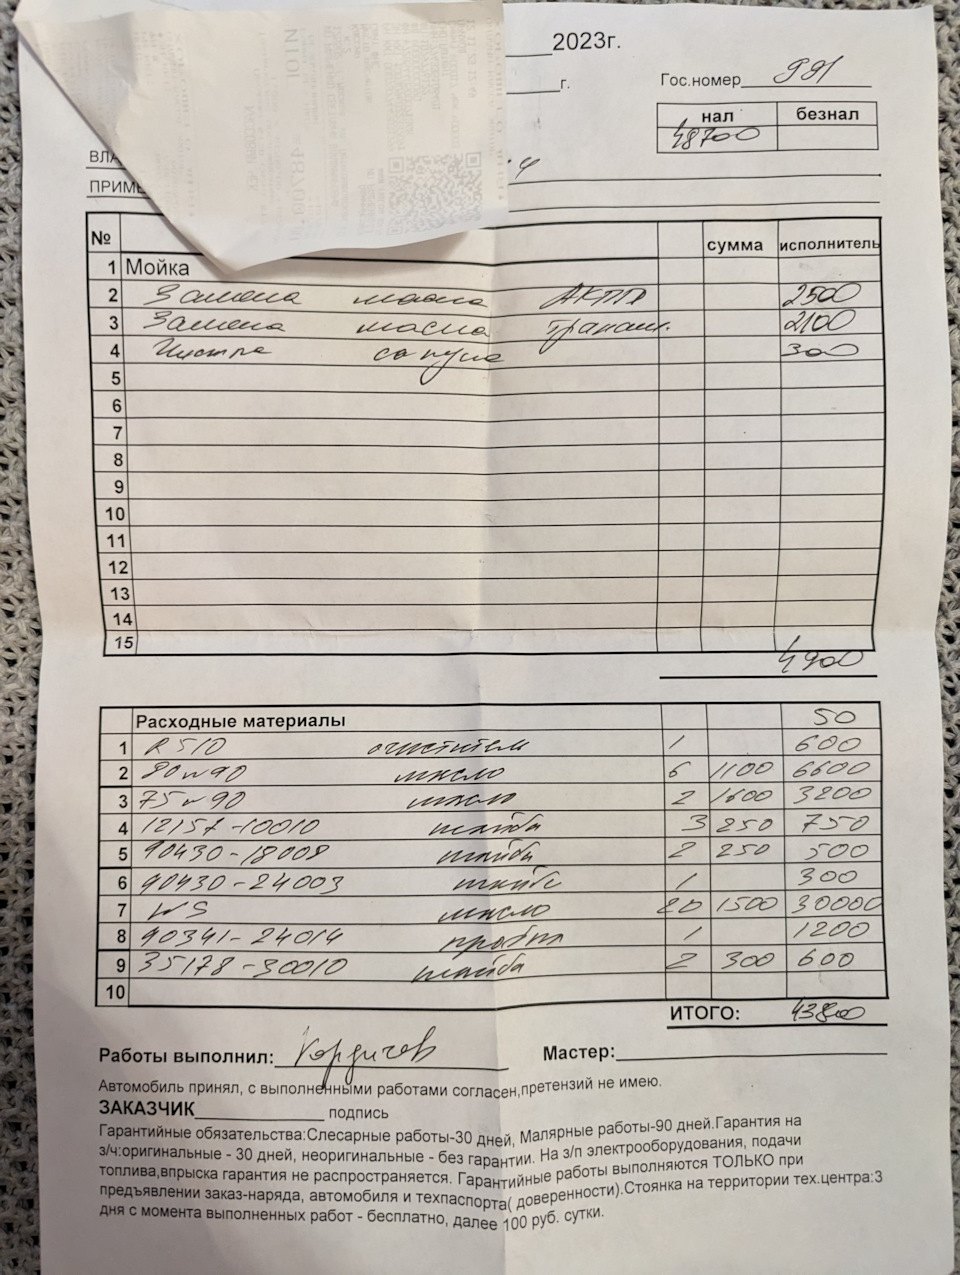 2023г.
г.
Гос.номер 991
нал безнал
48700
ВЛА
ПРИМЕ
№ сумма исполнитель
1 Мойка
2 Замена масла АКПП 2500
3 Замена масла трансм. 2100
4 Чистка сапуна 300
5
6
7
8
9
10
11
12
13
14
15
4900
Расходные материалы 50
1 R510 очиститель 1 600
2 80w90 масло 6 1100 6600
3 75w90 масло 2 1600 3200
4 12157-10010 шайба 3 250 750
5 90430-18008 шайба 2 250 500
6 90430-24003 шайба 1 300
7 WS масло 20 1500 30000
8 90341-24014 пробка 1 1200
9 35178-30010 шайба 2 300 600
10
ИТОГО: 43800
Работы выполнил: Мастер:
Автомобиль принял, с выполненными работами согласен,претензий не имею.
ЗАКАЗЧИК подпись
Гарантийные обязательства:Слесарные работы-30 дней, Малярные работы-90 дней.Гарантия на
з/ч:оригинальные - 30 дней, неоригинальные - без гарантии. На з/п электрооборудования, подачи
топлива,впрыска гарантия не распространяется. Гарантийные работы выполняются ТОЛЬКО при
предъявлении заказ-наряда, автомобиля и техпаспорта( доверенности).Стоянка на территории тех.центра:3
дня с момента выполненных работ - бесплатно, далее 100 руб. сутки.